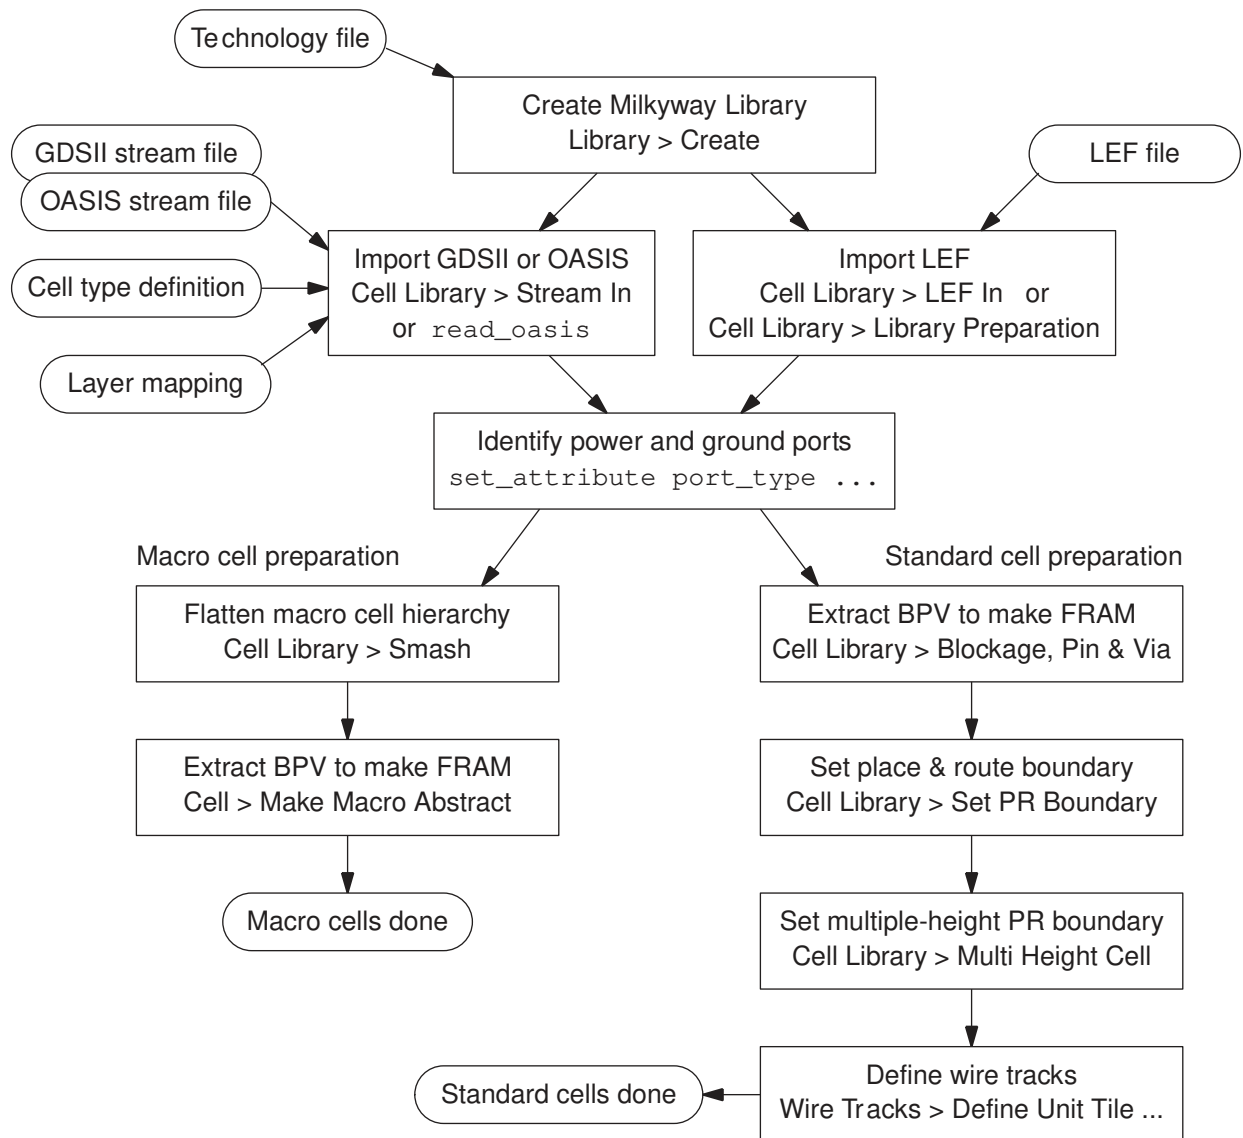 Technology file
Create Milkyway Library
Library > Create
GDSII stream file
OASIS stream file
LEF file
Cell type definition
Layer mapping
Import GDSII or OASIS
Cell Library > Stream In
or read_oasis
Import LEF
Cell Library > LEF In or
Cell Library > Library Preparation
Identify power and ground ports
set_attribute port_type ...
Macro cell preparation
Flatten macro cell hierarchy
Cell Library > Smash
Extract BPV to make FRAM
Cell > Make Macro Abstract
Macro cells done
Standard cell preparation
Extract BPV to make FRAM
Cell Library > Blockage, Pin & Via
Set place & route boundary
Cell Library > Set PR Boundary
Set multiple-height PR boundary
Cell Library > Multi Height Cell
Define wire tracks
Wire Tracks > Define Unit Tile ...
Standard cells done